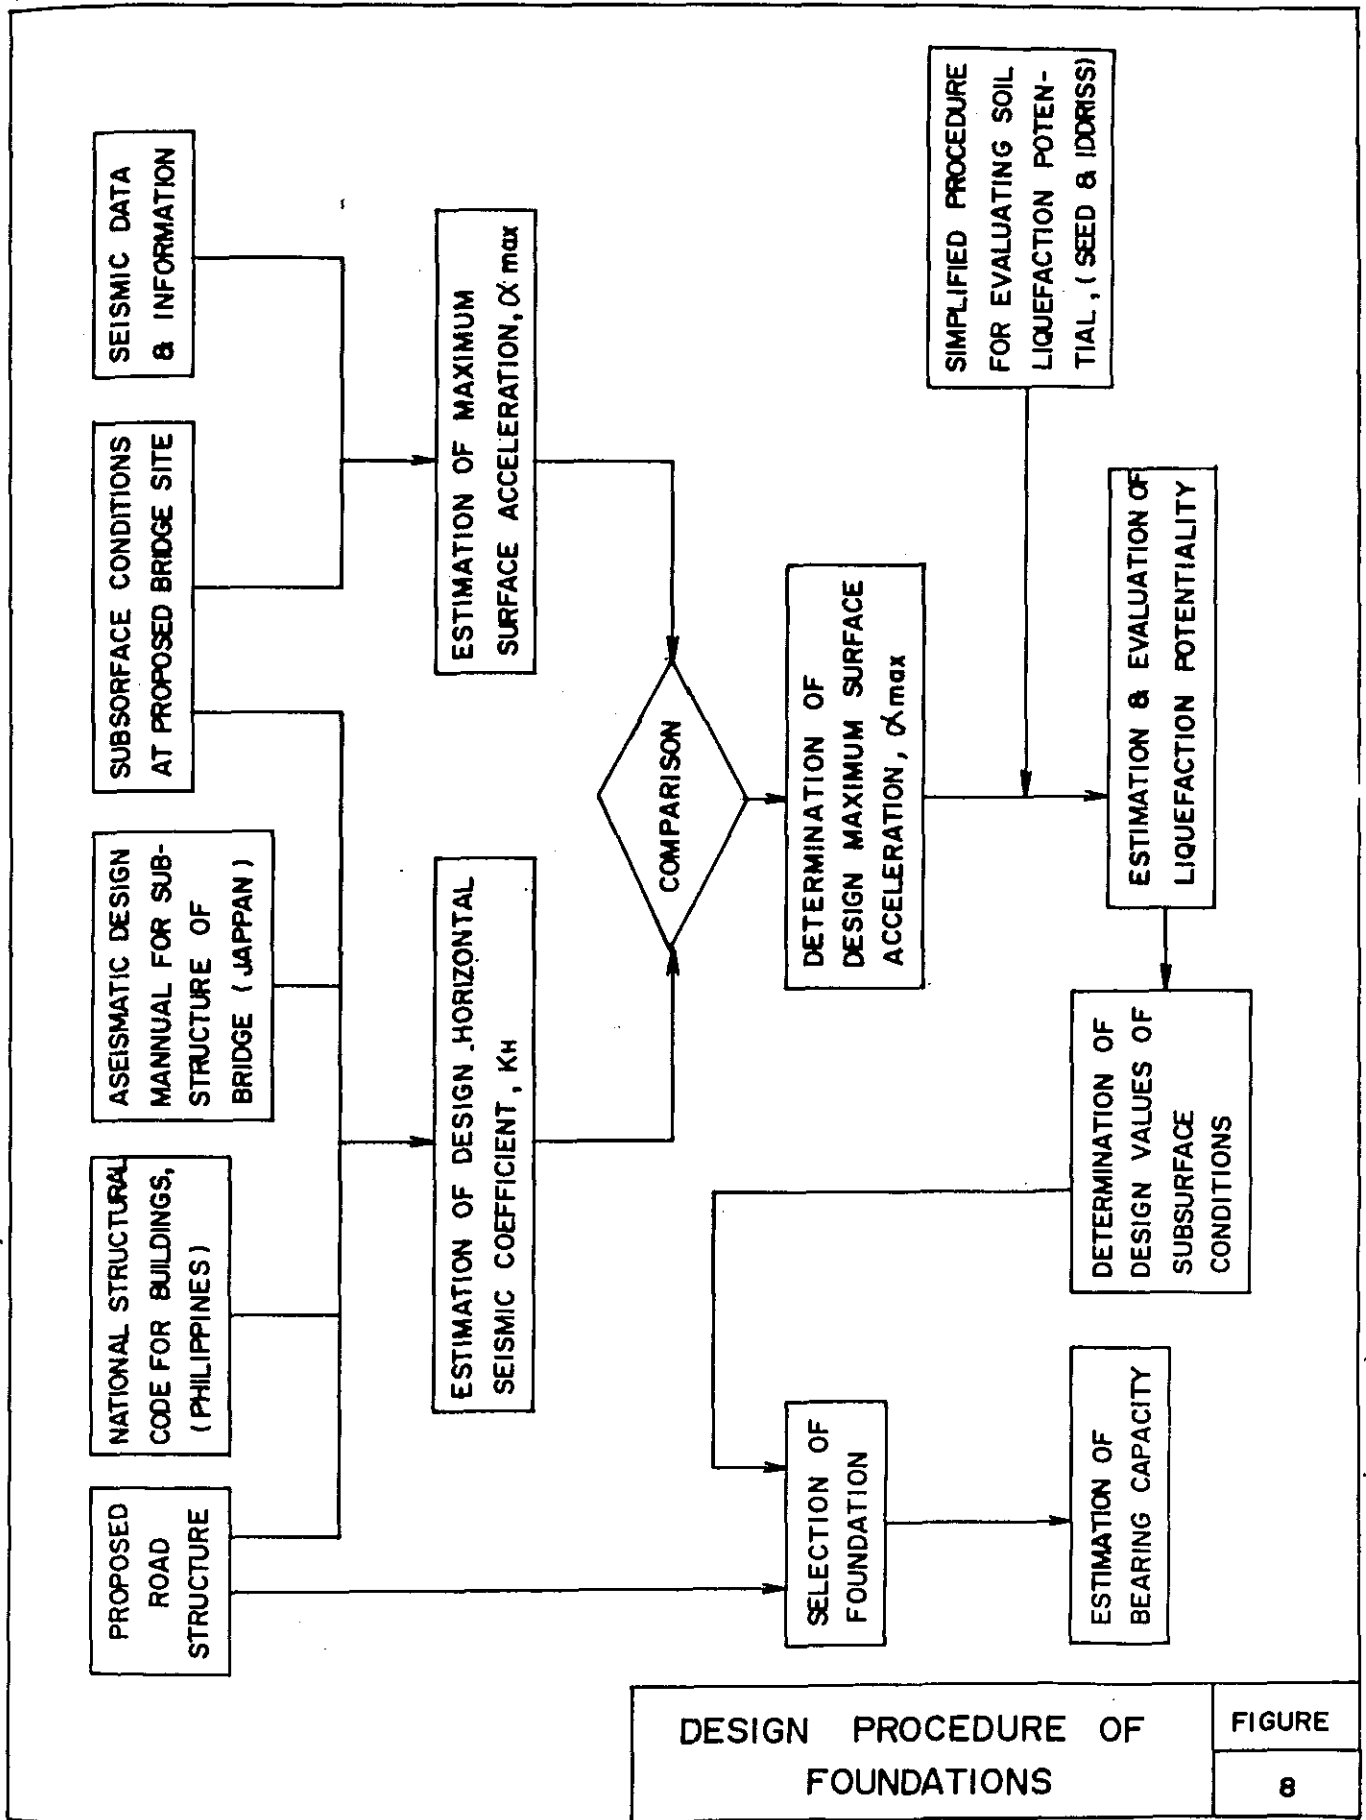 PROPOSED
ROAD
STRUCTURE
NATIONAL STRUCTURAL
CODE FOR BUILDINGS,
(PHILIPPINES)
ASEISMATIC DESIGN
MANNUAL FOR SUB-
STRUCTURE OF
BRIDGE (JAPPAN)
SUBSORFACE CONDITIONS
AT PROPOSED BRIDGE SITE
SEISMIC DATA
& INFORMATION
ESTIMATION OF DESIGN HORIZONTAL
SEISMIC COEFFICIENT, KH
ESTIMATION OF MAXIMUM
SURFACE ACCELERATION, α max
COMPARISON
SELECTION OF
FOUNDATION
DETERMINATION OF
DESIGN MAXIMUM SURFACE
ACCELERATION, α max
SIMPLIFIED PROCEDURE
FOR EVALUATING SOIL
LIQUEFACTION POTEN-
TIAL, (SEED & IDDRISS)
ESTIMATION OF
BEARING CAPACITY
DETERMINATION OF
DESIGN VALUES OF
SUBSURFACE
CONDITIONS
ESTIMATION & EVALUATION OF
LIQUEFACTION POTENTIALITY
DESIGN PROCEDURE OF
FOUNDATIONS
FIGURE
8